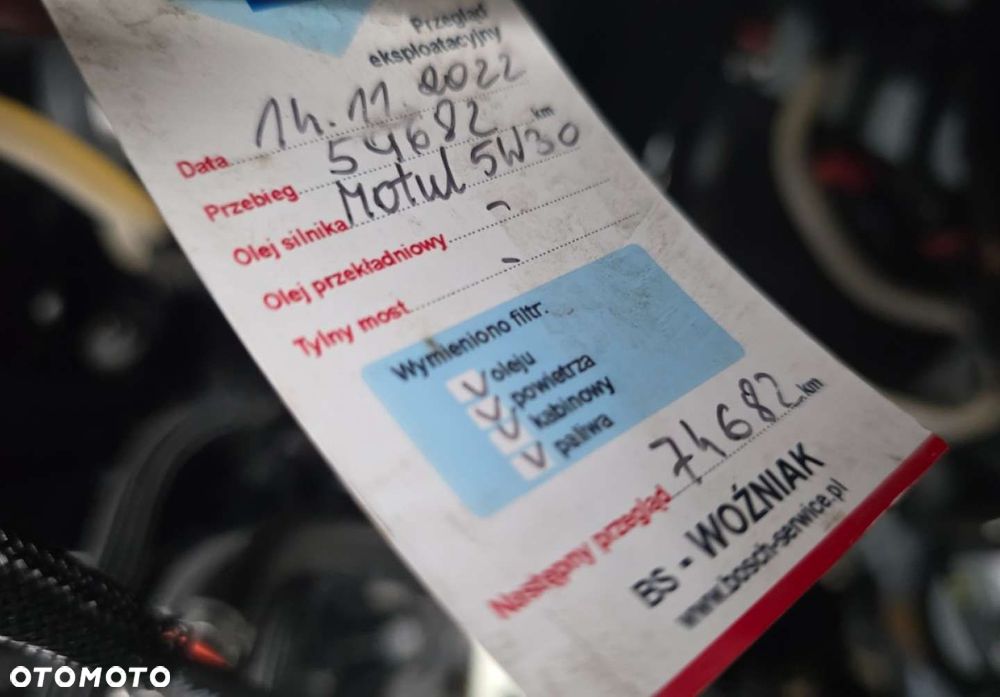 Przegląd
eksploatacyjny
Data 14.11.2022
Przebieg 54682 km
Olej silnika Motul 5W30
Olej przekładniowy -
Tylny most -
Wymieniono filtr.
V oleju
V powietrza
V kabinowy
V paliwa
Następny przegląd 74682 km
BS - WOŹNIAK
www.bosch-serwice.pl
OTOMOTO